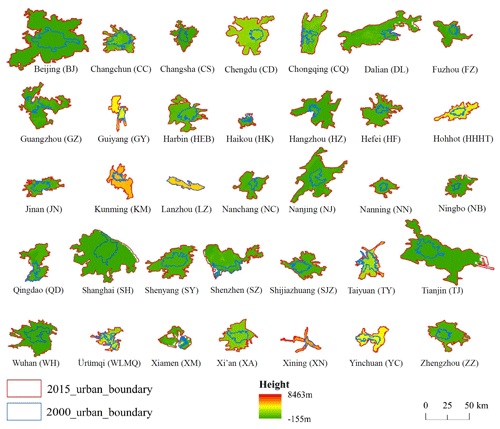 Beijing (BJ) Changchun (CC) Changsha (CS) Chengdu (CD) Chongqing (CQ) Dalian (DL) Fuzhou (FZ)
Guangzhou (GZ) Guiyang (GY) Harbin (HEB) Haikou (HK) Hangzhou (HZ) Hefei (HF) Hohhot (HHHT)
Jinan (JN) Kunming (KM) Lanzhou (LZ) Nanchang (NC) Nanjing (NJ) Nanning (NN) Ningbo (NB)
Qingdao (QD) Shanghai (SH) Shenyang (SY) Shenzhen (SZ) Shijiazhuang (SJZ) Taiyuan (TY) Tianjin (TJ)
Wuhan (WH) Ürümqi (WLMQ) Xiamen (XM) Xi'an (XA) Xining (XN) Yinchuan (YC) Zhengzhou (ZZ)
2015_urban_boundary
2000_urban_boundary
Height
8463m
-155m
0 25 50 km